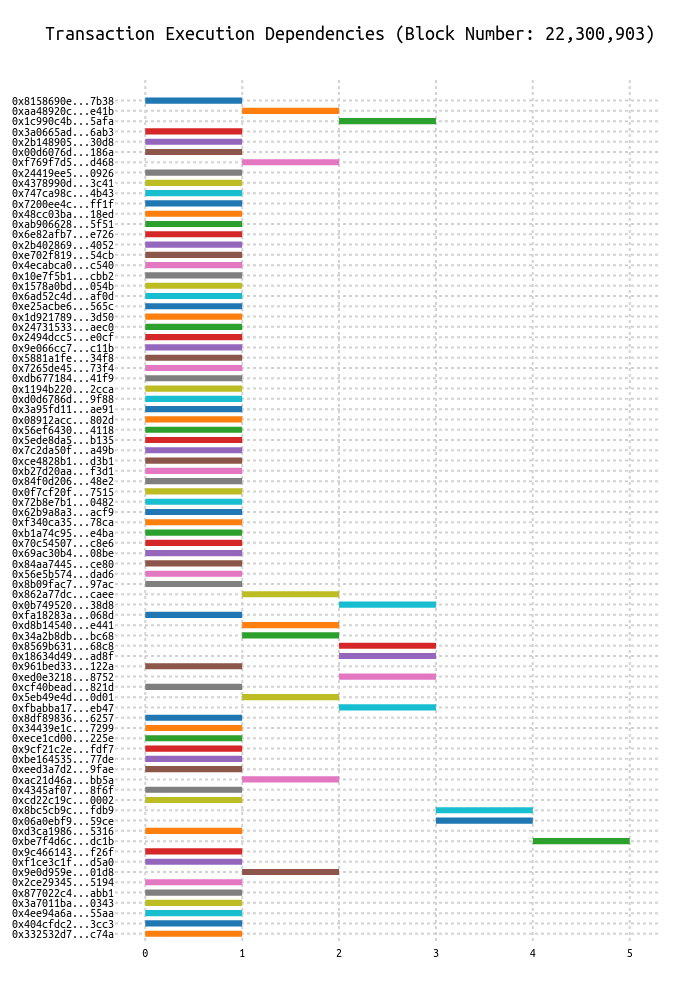 Transaction Execution Dependencies (Block Number: 22,300,903)
0x8158690e...7b38
0xaa48920c...e41b
0x1c990c4b...5afa
0x3a0665ad...6ab3
0x2b148905...30d8
0x00d6076d...186a
0xf769f7d5...d468
0x24419ee5...0926
0x4378990d...3c41
0x747ca98c...4b43
0x7200ee4c...ff1f
0x48cc03ba...18ed
0xab906628...5f51
0x6e82afb7...e726
0x2b402869...4052
0xe702f819...54cb
0x4ecabca0...c540
0x10e7f5b1...cbb2
0x1578a0bd...054b
0x6ad52c4d...af0d
0xe25acbe6...565c
0x1d921789...3d50
0x24731533...aec0
0x2494dcc5...e0cf
0x9e066cc7...c11b
0x5881a1fe...34f8
0x7265de45...73f4
0xdb677184...41f9
0x1194b220...2cca
0xd0d6786d...9f88
0x3a95fd11...ae91
0x08912acc...802d
0x56ef6430...4118
0x5ede8da5...b135
0x7c2da50f...a49b
0xce4828b1...d3b1
0xb27d20aa...f3d1
0x84f0d206...48e2
0x0f7cf20f...7515
0x72b8e7b1...0482
0x62b9a8a3...acf9
0xf340ca35...78ca
0xb1a74c95...e4ba
0x70c54507...c8e6
0x69ac30b4...08be
0x84aa7445...ce80
0x56e5b574...dad6
0x8b09fac7...97ac
0x862a77dc...caee
0x0b749520...38d8
0xfa18283a...068d
0xd8b14540...e441
0x34a2b8db...bc68
0x8569b631...68c8
0x18634d49...ad8f
0x961bed33...122a
0xed0e3218...8752
0xcf40bead...821d
0x5eb49e4d...0d01
0xfbabba17...eb47
0x8df89836...6257
0x34439e1c...7299
0xece1cd00...225e
0x9cf21c2e...fdf7
0xbe164535...77de
0xeed3a7d2...9fae
0xac21d46a...bb5a
0x4345af07...8f6f
0xcd22c19c...0002
0x8bc5cb9c...fdb9
0x06a0ebf9...59ce
0xd3ca1986...5316
0xbe7f4d6c...dc1b
0x9c466143...f26f
0xf1ce3c1f...d5a0
0x9e0d959e...01d8
0x2ce29345...5194
0x877022c4...abb1
0x3a7011ba...0343
0x4ee94a6a...55aa
0x404cfdc2...3cc3
0x332532d7...c74a
0 1 2 3 4 5